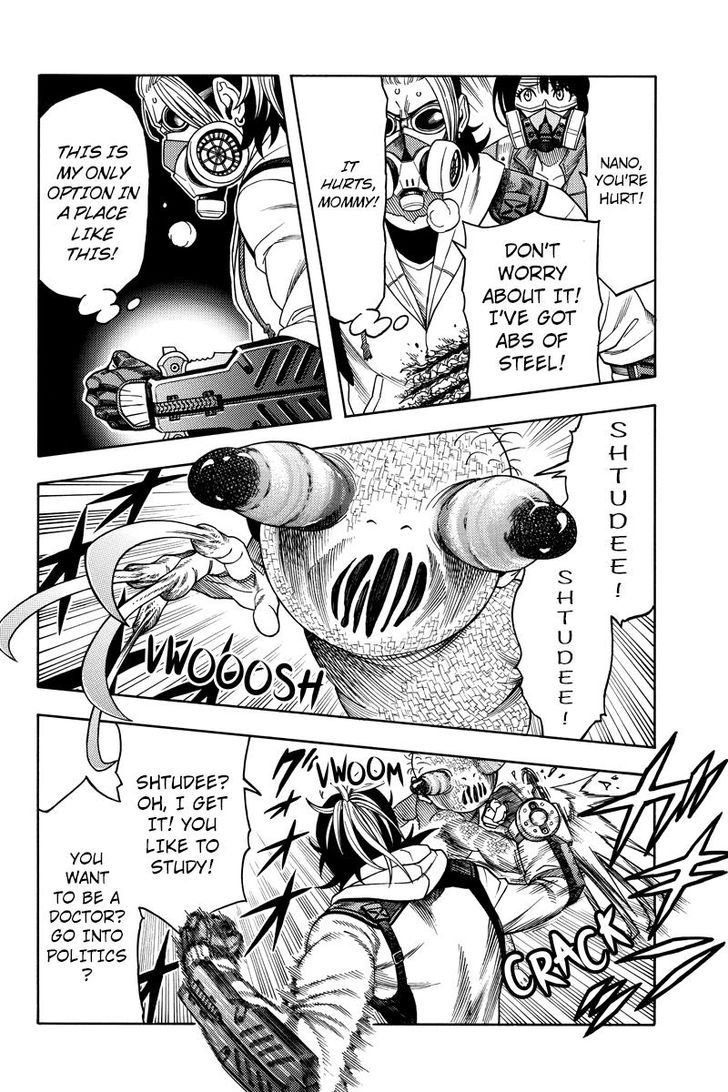 NANO,
YOU'RE
HURT!
IT
HURTS,
MOMMY!
DON'T
WORRY
ABOUT IT!
I'VE GOT
ABS OF
STEEL!
THIS IS
MY ONLY
OPTION IN
A PLACE
LIKE
THIS!
SHTUDEE!
SHTUDEE!
VWOOOSH
VWOOM
SHTUDEE?
OH, I GET
IT! YOU
LIKE TO
STUDY!
YOU
WANT
TO BE A
DOCTOR?
GO INTO
POLITICS
?
CRACK